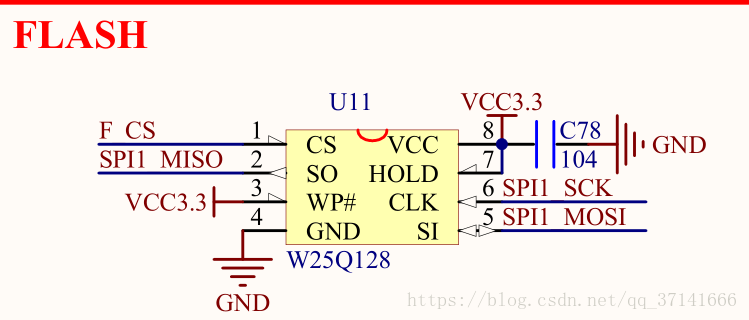 FLASH
U11
VCC3.3
F_CS 1 CS VCC 8 C78 GND
SPI1_MISO 2 SO HOLD 7 104
VCC3.3 3 WP# CLK 6 SPI1_SCK
4 GND SI 5 SPI1_MOSI
W25Q128
GND
https://blog.csdn.net/qq_37141666